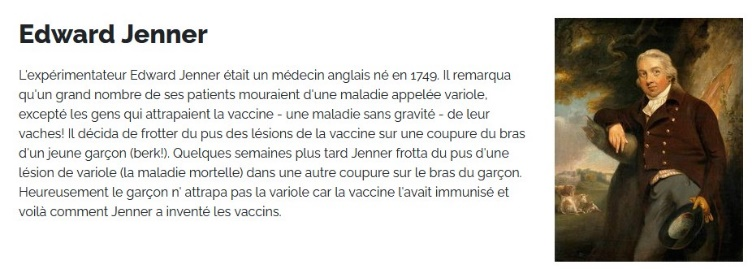 Edward Jenner
L'expérimentateur Edward Jenner était un médecin anglais né en 1749. Il remarqua
qu'un grand nombre de ses patients mouraient d'une maladie appelée variole,
excepté les gens qui attrapaient la vaccine - une maladie sans gravité - de leur
vaches! Il décida de frotter du pus des lésions de la vaccine sur une coupure du bras
d'un jeune garçon (berk!). Quelques semaines plus tard Jenner frotta du pus d'une
lésion de variole (la maladie mortelle) dans une autre coupure sur le bras du garçon.
Heureusement le garçon n' attrapa pas la variole car la vaccine l'avait immunisé et
voilà comment Jenner a inventé les vaccins.